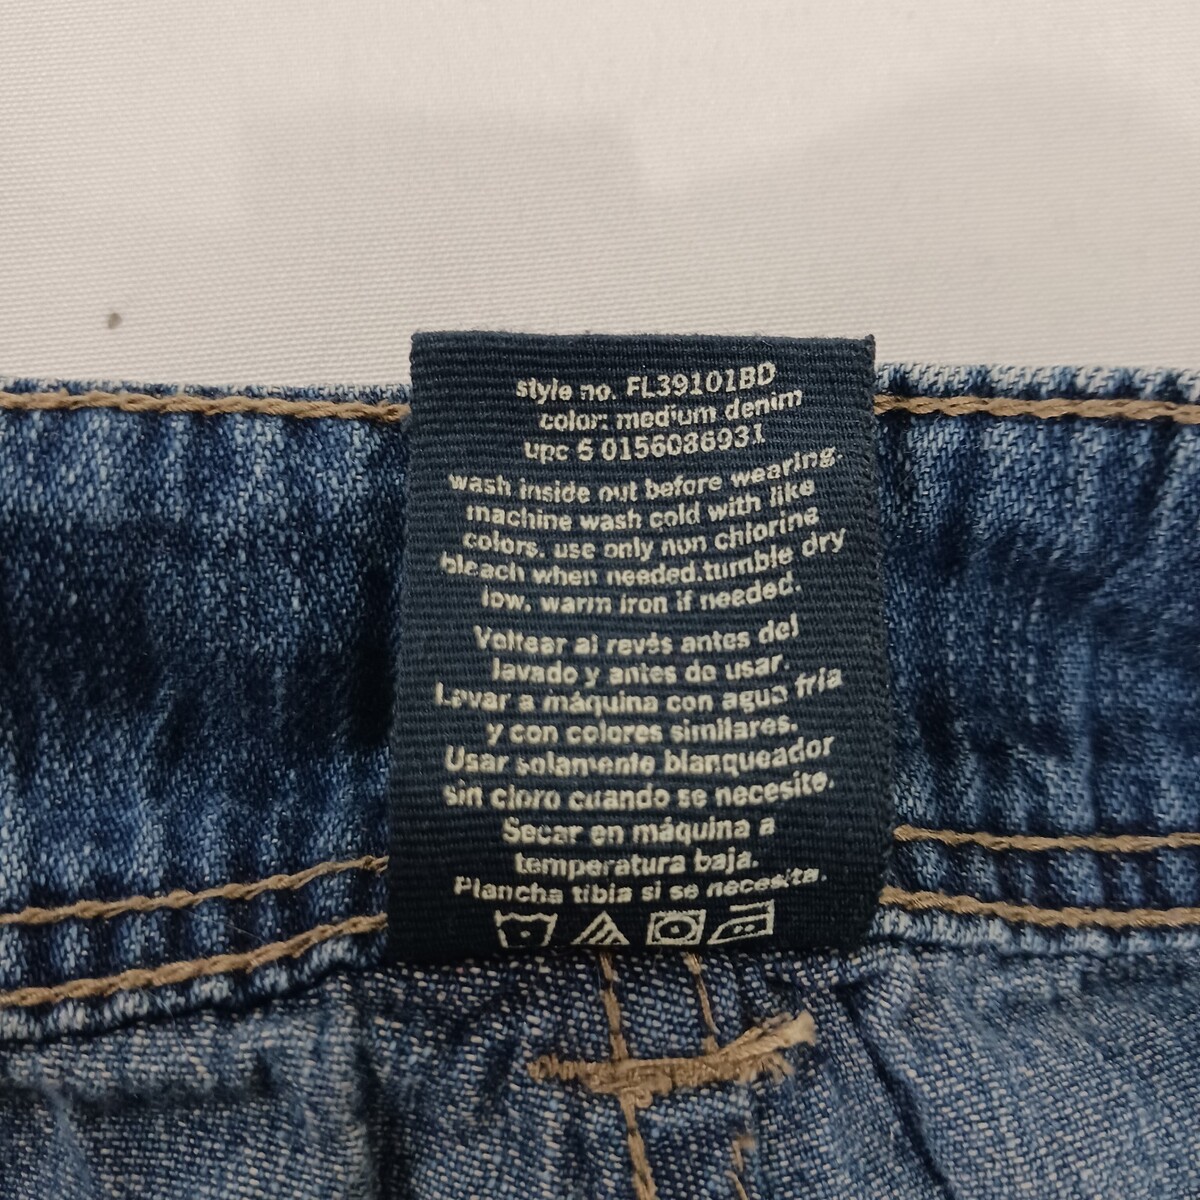 style no. FL39101BD
color: medium denim
upc 6 0156086931
wash inside out before wearing.
machine wash cold with like
colors. use only non chlorine
bleach when needed.tumble dry
low. warm iron if needed.
Voltear al revés antes del
lavado y antes de usar.
Lavar a máquina con agua fria
y con colores similares.
Usar solamente blanqueador
sin cloro cuando se necesite.
Secar en máquina a
temperatura baja.
Plancha tibia si se necesita.